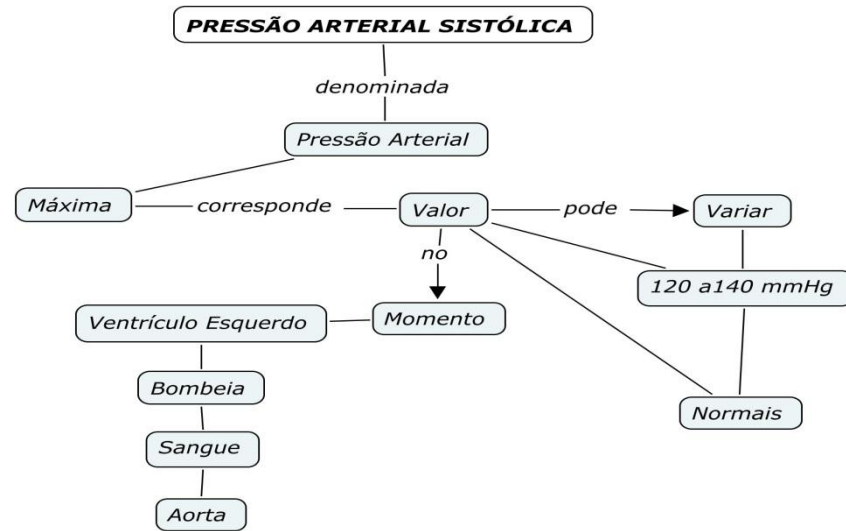 PRESSÃO ARTERIAL SISTÓLICA
denominada
Pressão Arterial
Máxima
corresponde
Valor
pode
Variar
no
120 a140 mmHg
Ventrículo Esquerdo
Momento
Bombeia
Normais
Sangue
Aorta